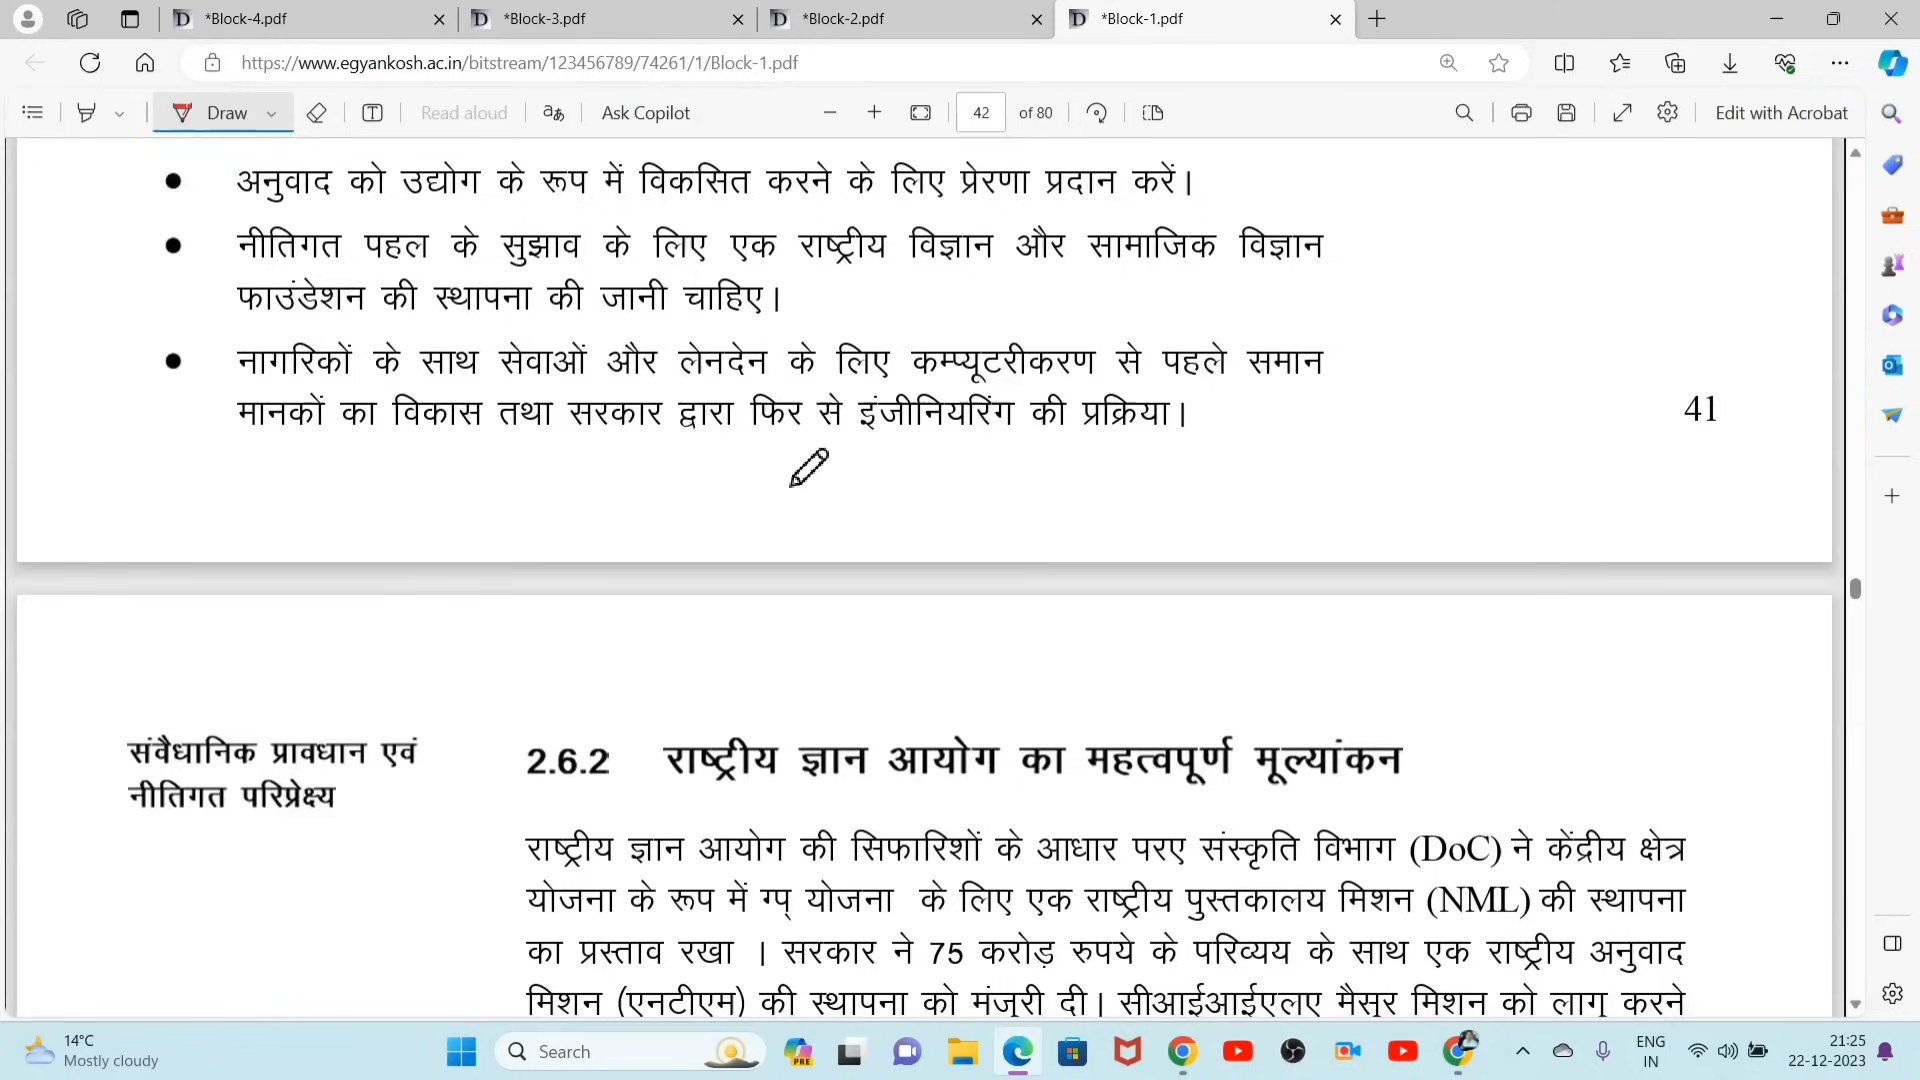 *Block-4.pdf
*Block-3.pdf
*Block-2.pdf
*Block-1.pdf
https://www.egyankosh.ac.in/bitstream/123456789/74261/1/Block-1.pdf
Draw
Read aloud
Ask Copilot
42
of 80
Edit with Acrobat
• अनुवाद को उद्योग के रूप में विकसित करने के लिए प्रेरणा प्रदान करें।
• नीतिगत पहल के सुझाव के लिए एक राष्ट्रीय विज्ञान और सामाजिक विज्ञान
फाउंडेशन की स्थापना की जानी चाहिए।
• नागरिकों के साथ सेवाओं और लेनदेन के लिए कम्प्यूटरीकरण से पहले समान
मानकों का विकास तथा सरकार द्वारा फिर से इंजीनियरिंग की प्रक्रिया।
41
संवैधानिक प्रावधान एवं
नीतिगत परिप्रेक्ष्य
2.6.2 राष्ट्रीय ज्ञान आयोग का महत्वपूर्ण मूल्यांकन
राष्ट्रीय ज्ञान आयोग की सिफारिशों के आधार परए संस्कृति विभाग (DoC) ने केंद्रीय क्षेत्र
योजना के रूप में ग्प् योजना के लिए एक राष्ट्रीय पुस्तकालय मिशन (NML) की स्थापना
का प्रस्ताव रखा । सरकार ने 75 करोड़ रुपये के परिव्यय के साथ एक राष्ट्रीय अनुवाद
मिशन (एनटीएम) की स्थापना को मंजूरी दी। सीआईआईएलए मैसूर मिशन को लागू करने
14°C
Mostly cloudy
Search
PRE
ENG
IN
21:25
22-12-2023